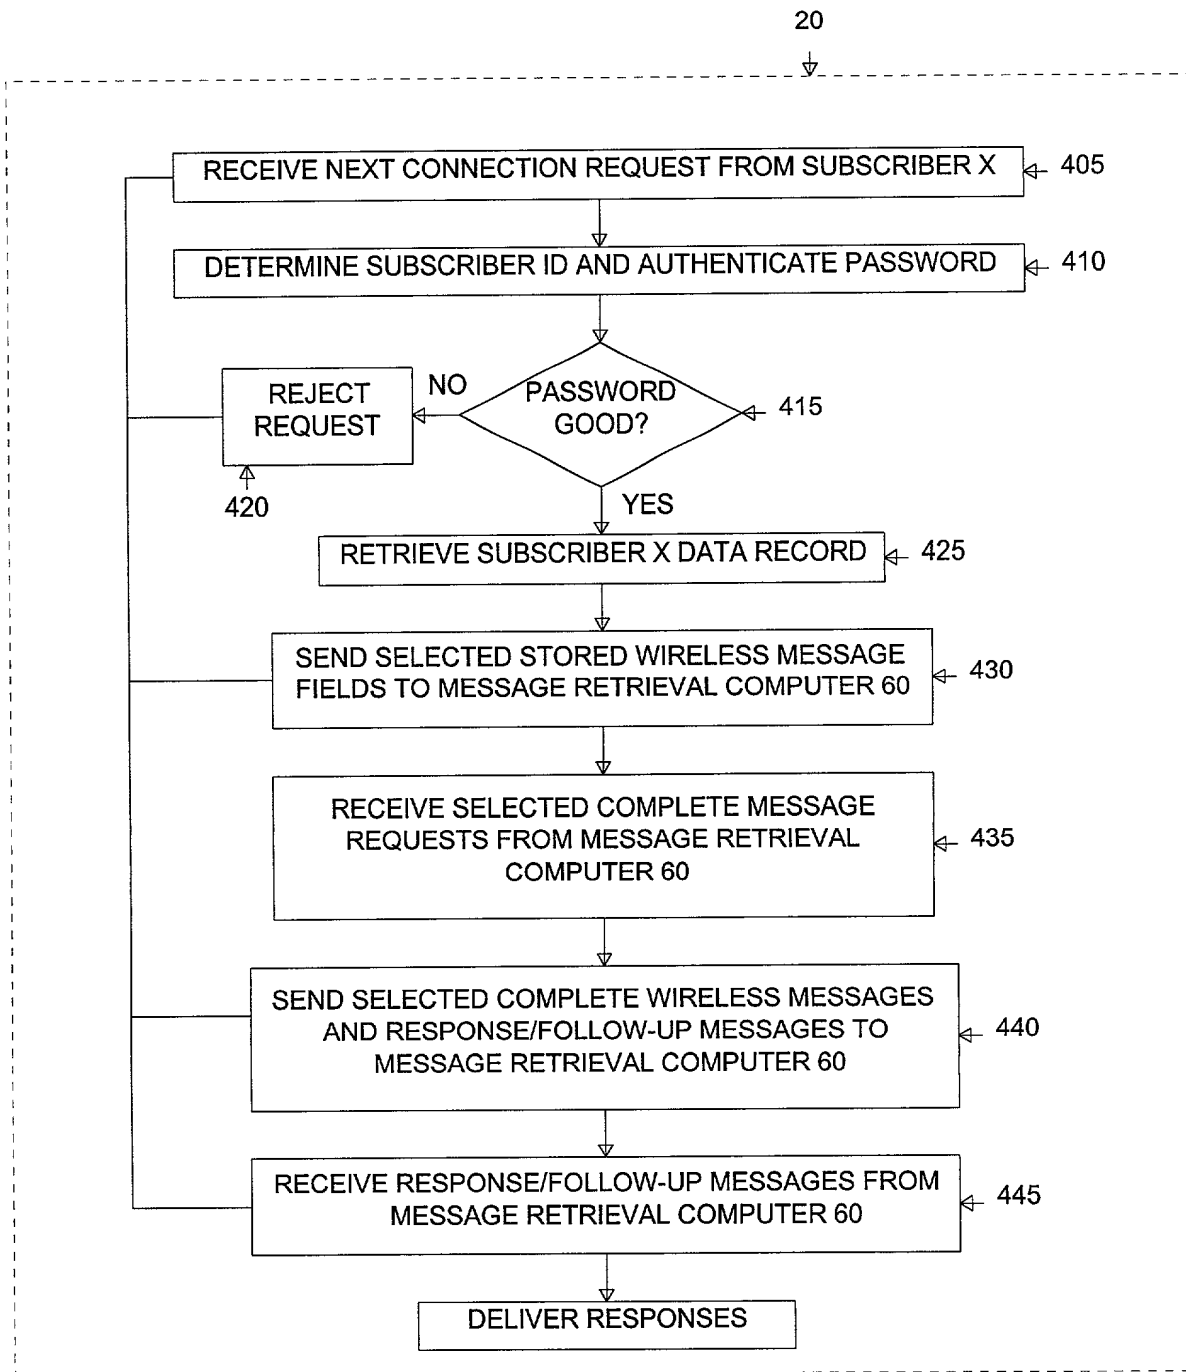 20
RECEIVE NEXT CONNECTION REQUEST FROM SUBSCRIBER X
405
DETERMINE SUBSCRIBER ID AND AUTHENTICATE PASSWORD
410
REJECT
REQUEST
NO
PASSWORD
GOOD?
415
420
YES
RETRIEVE SUBSCRIBER X DATA RECORD
425
SEND SELECTED STORED WIRELESS MESSAGE
FIELDS TO MESSAGE RETRIEVAL COMPUTER 60
430
RECEIVE SELECTED COMPLETE MESSAGE
REQUESTS FROM MESSAGE RETRIEVAL
COMPUTER 60
435
SEND SELECTED COMPLETE WIRELESS MESSAGES
AND RESPONSE/FOLLOW-UP MESSAGES TO
MESSAGE RETRIEVAL COMPUTER 60
440
RECEIVE RESPONSE/FOLLOW-UP MESSAGES FROM
MESSAGE RETRIEVAL COMPUTER 60
445
DELIVER RESPONSES